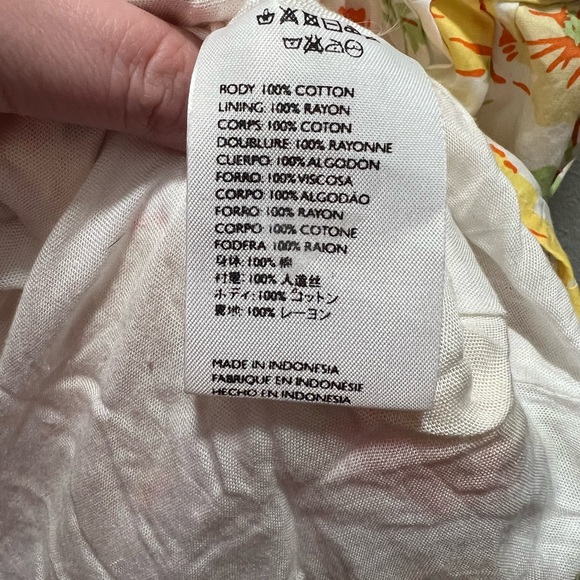 BODY 100% COTTON
LINING: 100% RAYON
CORPS: 100% COTON
DOUBLURE: 100% RAYONNE
CUERPO: 100% ALGODÓN
FORRO: 100% VISCOSA
CORPO: 100% ALGODÃO
FORRO: 100% RAYON
CORPO: 100% COTONE
FODERA 100% RAION
身体: 100% 棉
衬里: 100% 人造丝
ボディ: 100% コットン
裏地: 100% レーヨン
MADE IN INDONESIA
FABRIQUE EN INDONESIE
HECHO EN INDONESIA